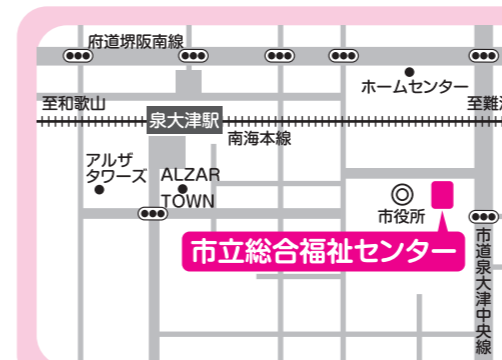 府道堺阪南線
ホームセンター
至和歌山
至難
泉大津駅
南海本線
アルザ
タワーズ
ALZAR
TOWN
市役所
市立総合福祉センター
市道泉大津中央線